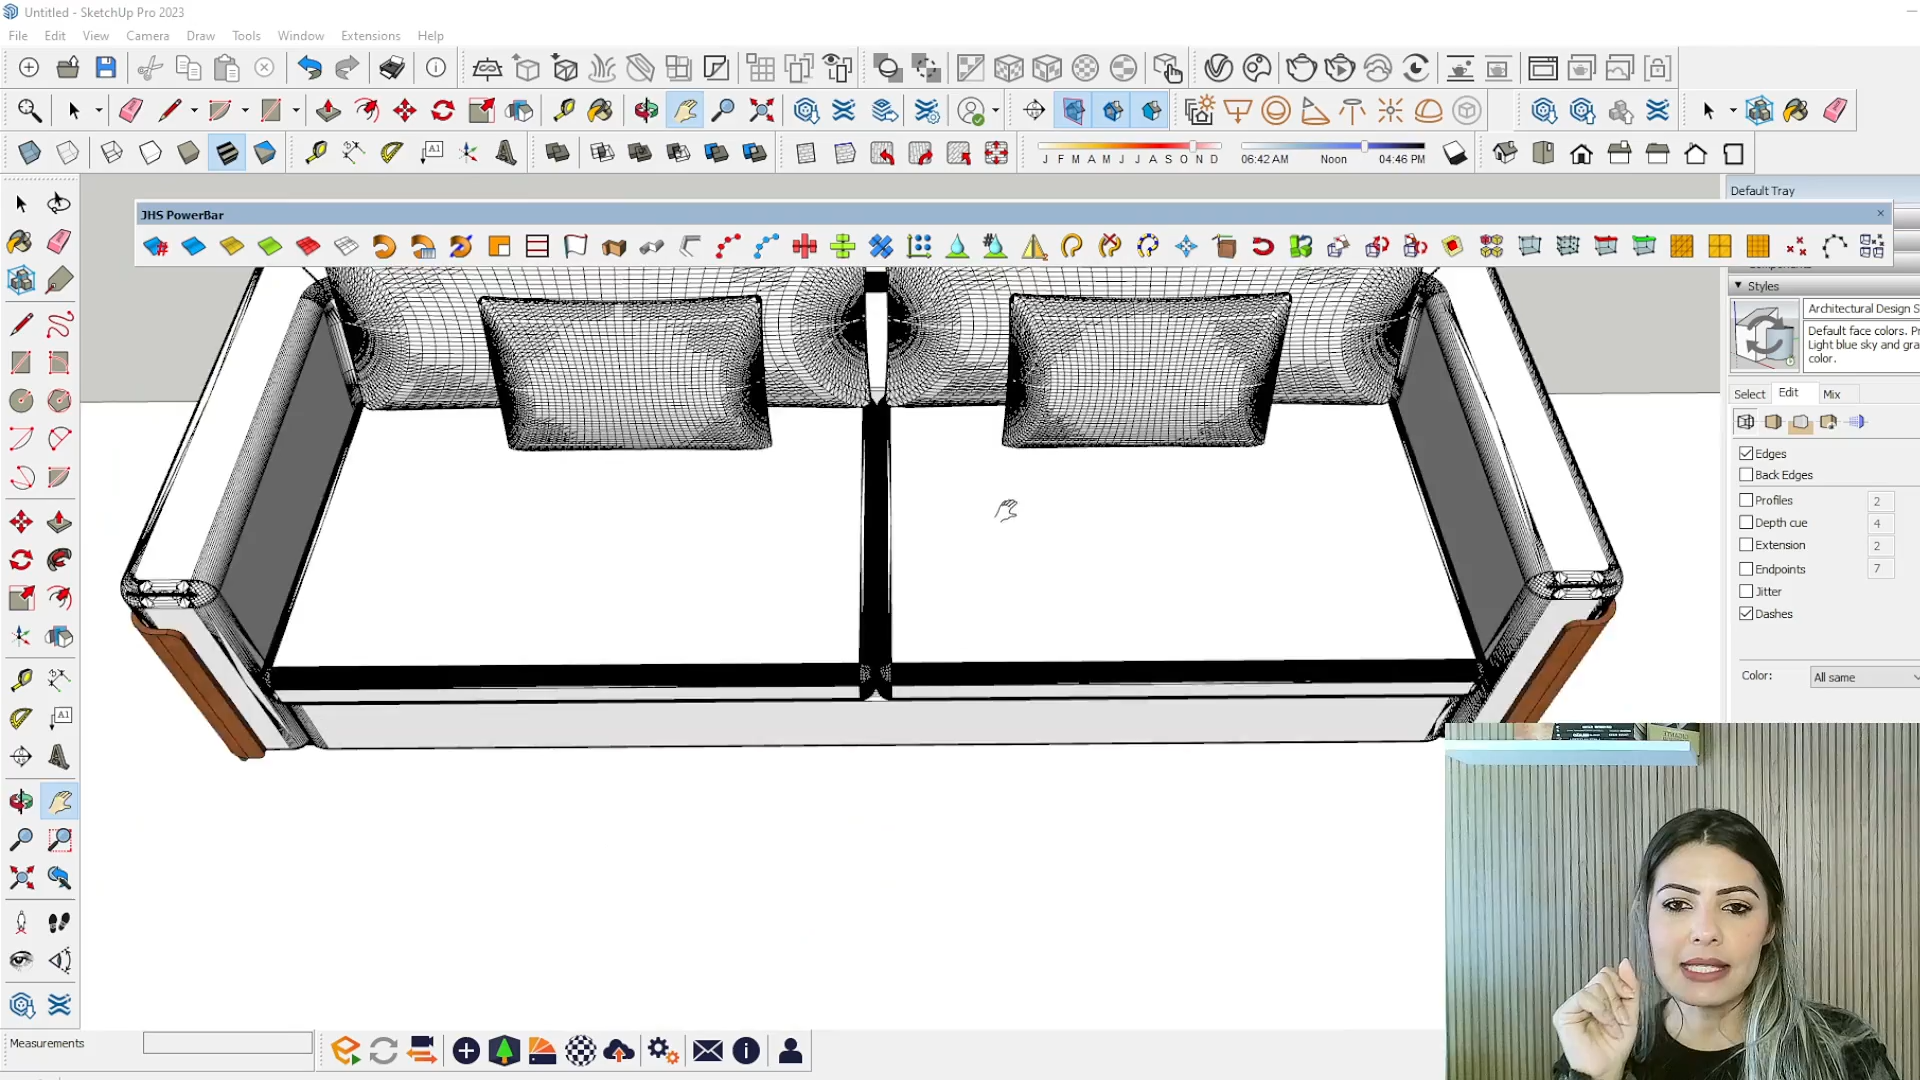 Untitled - SketchUp Pro 2023
File Edit View Camera Draw Tools Window Extensions Help
J F M A M J J A S O N D
06:42 AM Noon 04:46 PM
Default Tray
JHS PowerBar
Styles
Architectural Design S
Default face colors. Pr
Light blue sky and gra
color.
Select Edit Mix
Edges
Back Edges
Profiles 2
Depth cue 4
Extension 2
Endpoints 7
Jitter
Dashes
Color: All same
Measurements